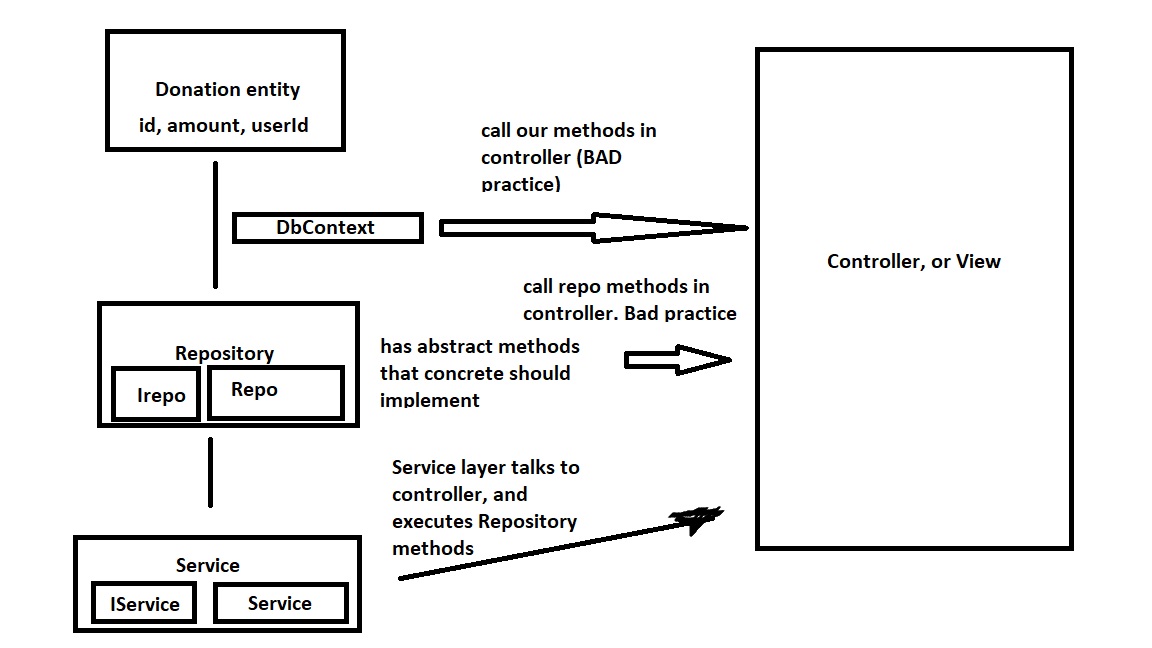 Donation entity
id, amount, userId
call our methods in
controller (BAD
practice)
DbContext
Controller, or View
call repo methods in
controller. Bad practice
Repository
Irepo
Repo
has abstract methods
that concrete should
implement
Service layer talks to
controller, and
executes Repository
methods
Service
IService
Service